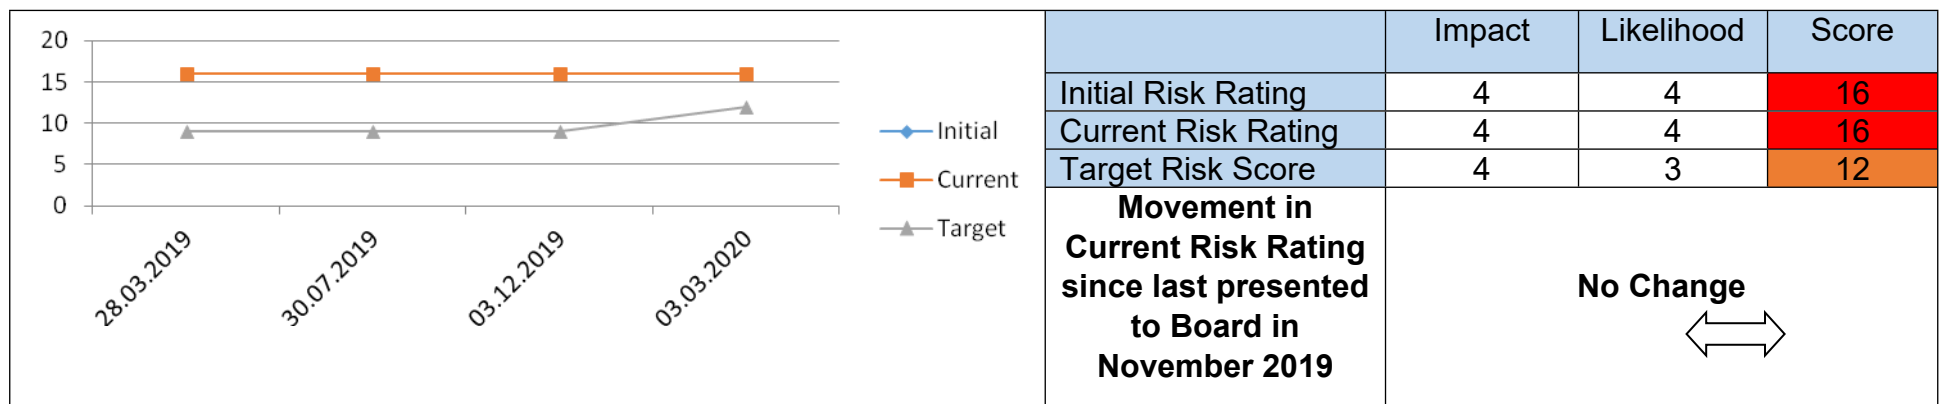 20
15
10
5
0
28.03.2019
30.07.2019
03.12.2019
03.03.2020
Initial
Current
Target
Impact Likelihood Score
Initial Risk Rating 4 4 16
Current Risk Rating 4 4 16
Target Risk Score 4 3 12
Movement in
Current Risk Rating
since last presented
to Board in
November 2019
No Change